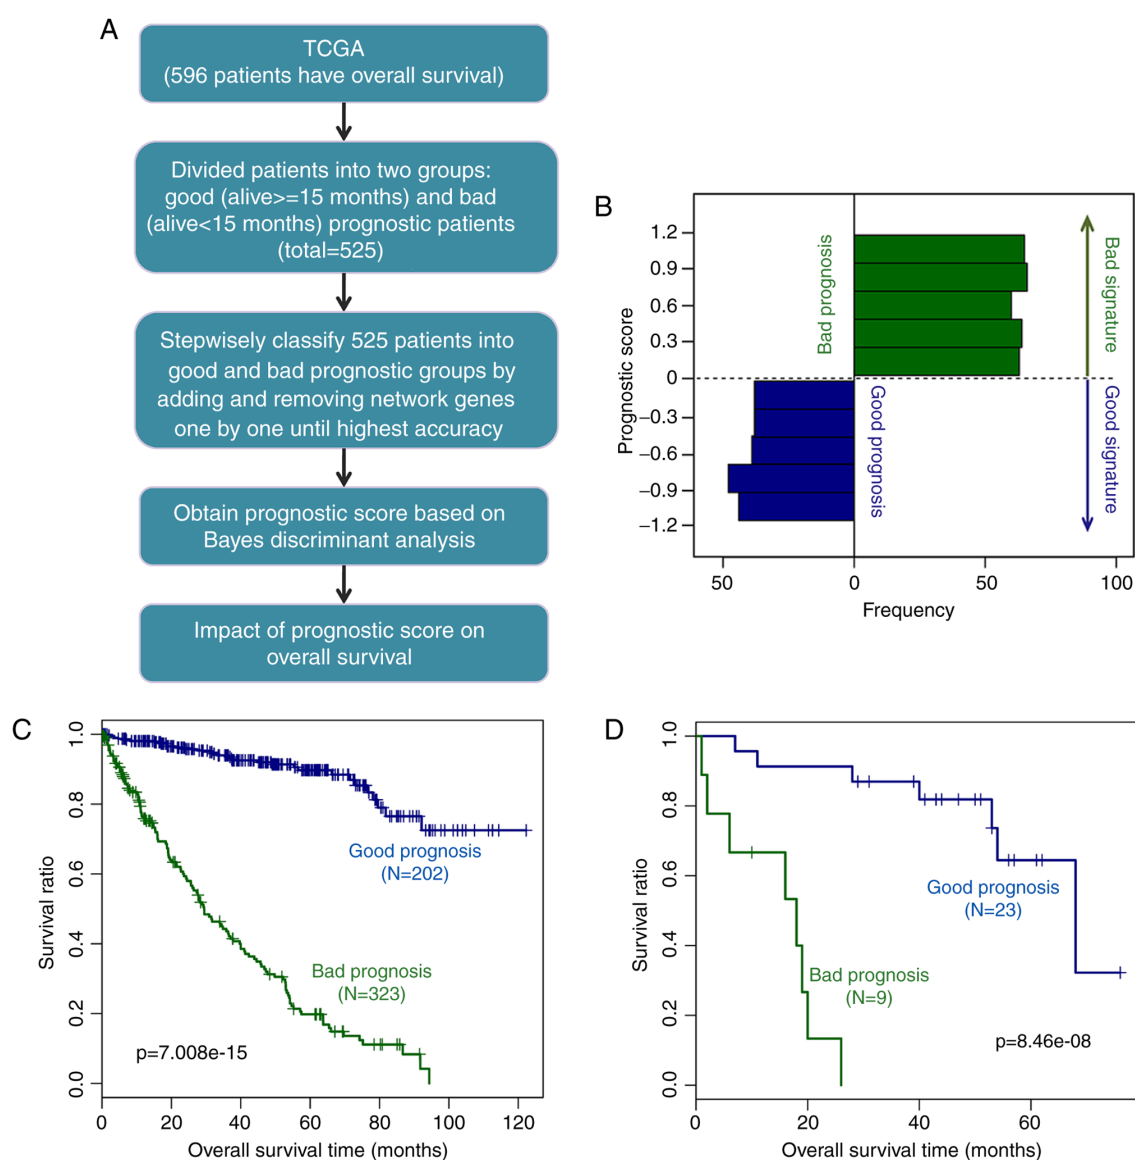 A
TCGA
(596 patients have overall survival)
Divided patients into two groups:
good (alive>=15 months) and bad
(alive<15 months) prognostic patients
(total=525)
Stepwisely classify 525 patients into
good and bad prognostic groups by
adding and removing network genes
one by one until highest accuracy
Obtain prognostic score based on
Bayes discriminant analysis
Impact of prognostic score on
overall survival
B
Prognostic score
1.2
0.9
0.6
0.3
0
−0.3
−0.6
−0.9
−1.2
Bad prognosis
Good prognosis
Bad signature
Good signature
50
0
50
100
Frequency
C
Survival ratio
1.0
0.8
0.6
0.4
0.2
0.0
Good prognosis
(N=202)
Bad prognosis
(N=323)
p=7.008e-15
0
20
40
60
80
100
120
Overall survival time (months)
D
Survival ratio
1.0
0.8
0.6
0.4
0.2
0.0
Good prognosis
(N=23)
Bad prognosis
(N=9)
p=8.46e-08
0
20
40
60
Overall survival time (months)